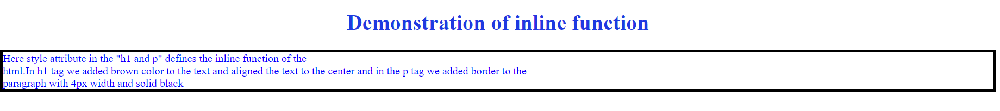 Demonstration of inline function
Here style attribute in the "h1 and p" defines the inline function of the
html.In h1 tag we added brown color to the text and aligned the text to the center and in the p tag we added border to the
paragraph with 4px width and solid black